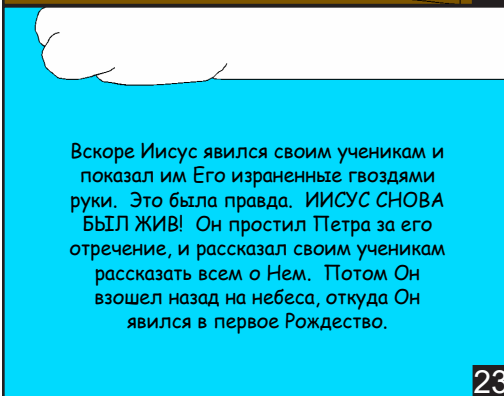 Вскоре Иисус явился своим ученикам и
показал им Его израненные гвоздями
руки. Это была правда. ИИСУС СНОВА
БЫЛ ЖИВ! Он простил Петра за его
отречение, и рассказал своим ученикам
рассказать всем о Нем. Потом Он
взошел назад на небеса, откуда Он
явился в первое Рождество.
23